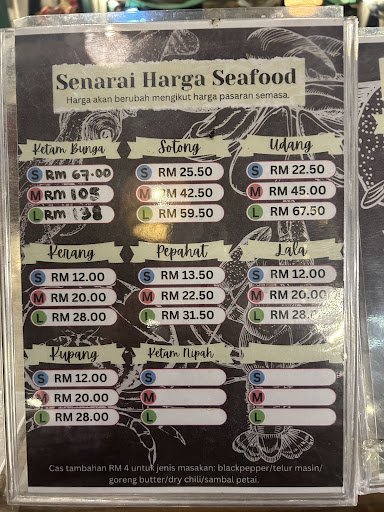 Senarai Harga Seafood
Harga akan berubah mengikut harga pasaran semasa.
Ketam Bunga
S RM 67.00
M RM 105
L RM 138
Sotong
S RM 25.50
M RM 42.50
L RM 59.50
Udang
S RM 22.50
M RM 45.00
L RM 67.50
Kerang
S RM 12.00
M RM 20.00
L RM 28.00
Pepahat
S RM 13.50
M RM 22.50
L RM 31.50
Lala
S RM 12.00
M RM 20.00
L RM 28.00
Kupang
S RM 12.00
M RM 20.00
L RM 28.00
Ketam Nipah
S
M
L
S
M
L
Cas tambahan RM 4 untuk jenis masakan: blackpepper/telur masin/
goreng butter/dry chili/sambal petai.